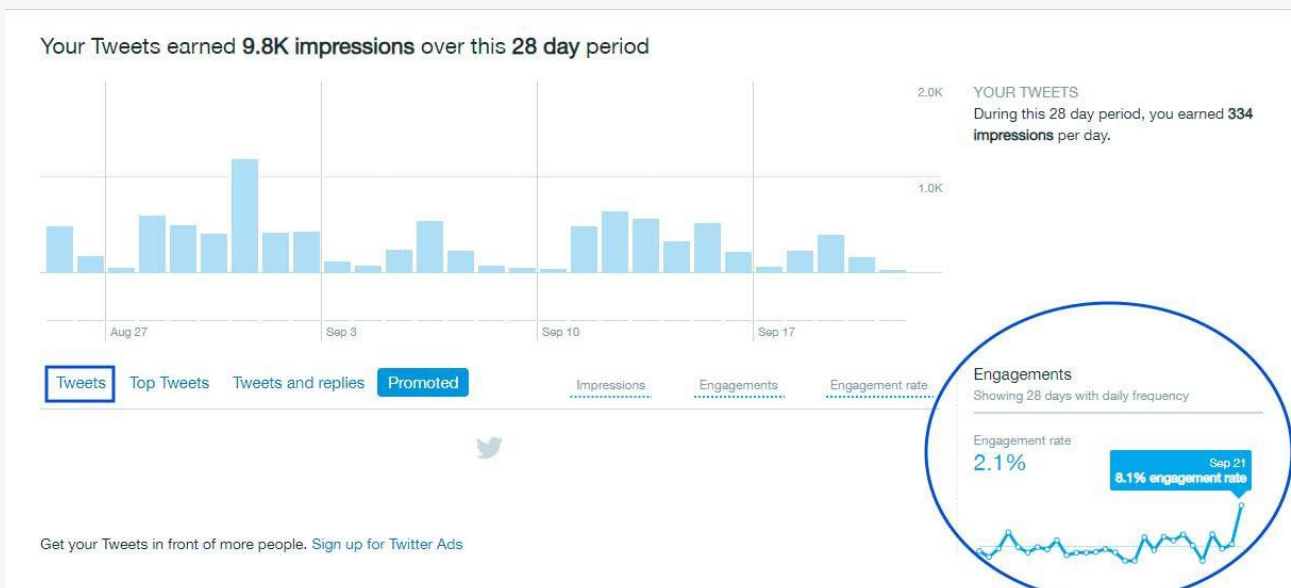 Your Tweets earned 9.8K impressions over this 28 day period
2.0K
1.0K
YOUR TWEETS
During this 28 day period, you earned 334
impressions per day.
Aug 27
Sep 3
Sep 10
Sep 17
Tweets
Top Tweets
Tweets and replies
Promoted
Impressions
Engagements
Engagement rate
Engagements
Showing 28 days with daily frequency
Engagement rate
2.1%
Sep 21
8.1% engagement rate
Get your Tweets in front of more people. Sign up for Twitter Ads